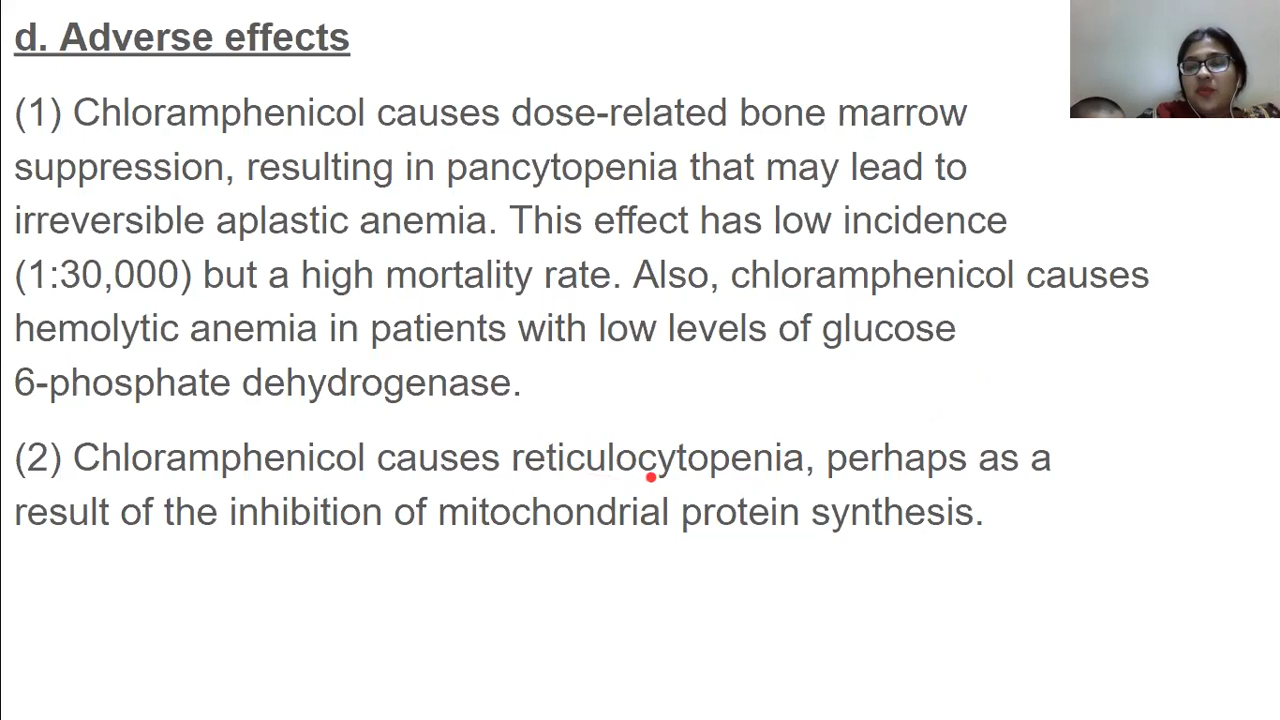 d. Adverse effects
(1) Chloramphenicol causes dose-related bone marrow
suppression, resulting in pancytopenia that may lead to
irreversible aplastic anemia. This effect has low incidence
(1:30,000) but a high mortality rate. Also, chloramphenicol causes
hemolytic anemia in patients with low levels of glucose
6-phosphate dehydrogenase.
(2) Chloramphenicol causes reticulocytopenia, perhaps as a
result of the inhibition of mitochondrial protein synthesis.